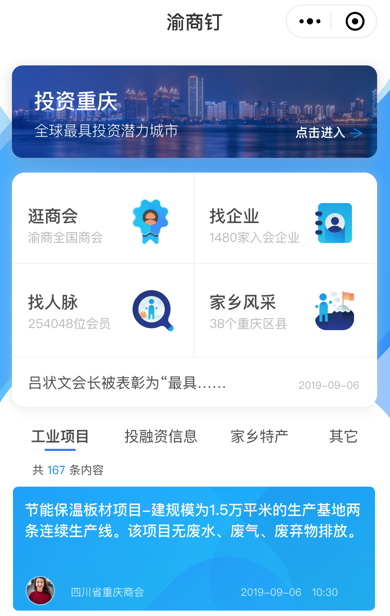 渝商钉
投资重庆
全球最具投资潜力城市
点击进入
逛商会
渝商全国商会
找企业
1480家入会企业
找人脉
254048位会员
家乡风采
38个重庆区县
吕状文会长被表彰为“最具......
2019-09-06
工业项目 投融资信息 家乡特产 其它
共 167 条内容
节能保温板材项目-建规模为1.5万平米的生产基地两
条连续生产线。该项目无废水、废气、废弃物排放。
四川省重庆商会
2019-09-06 10:30